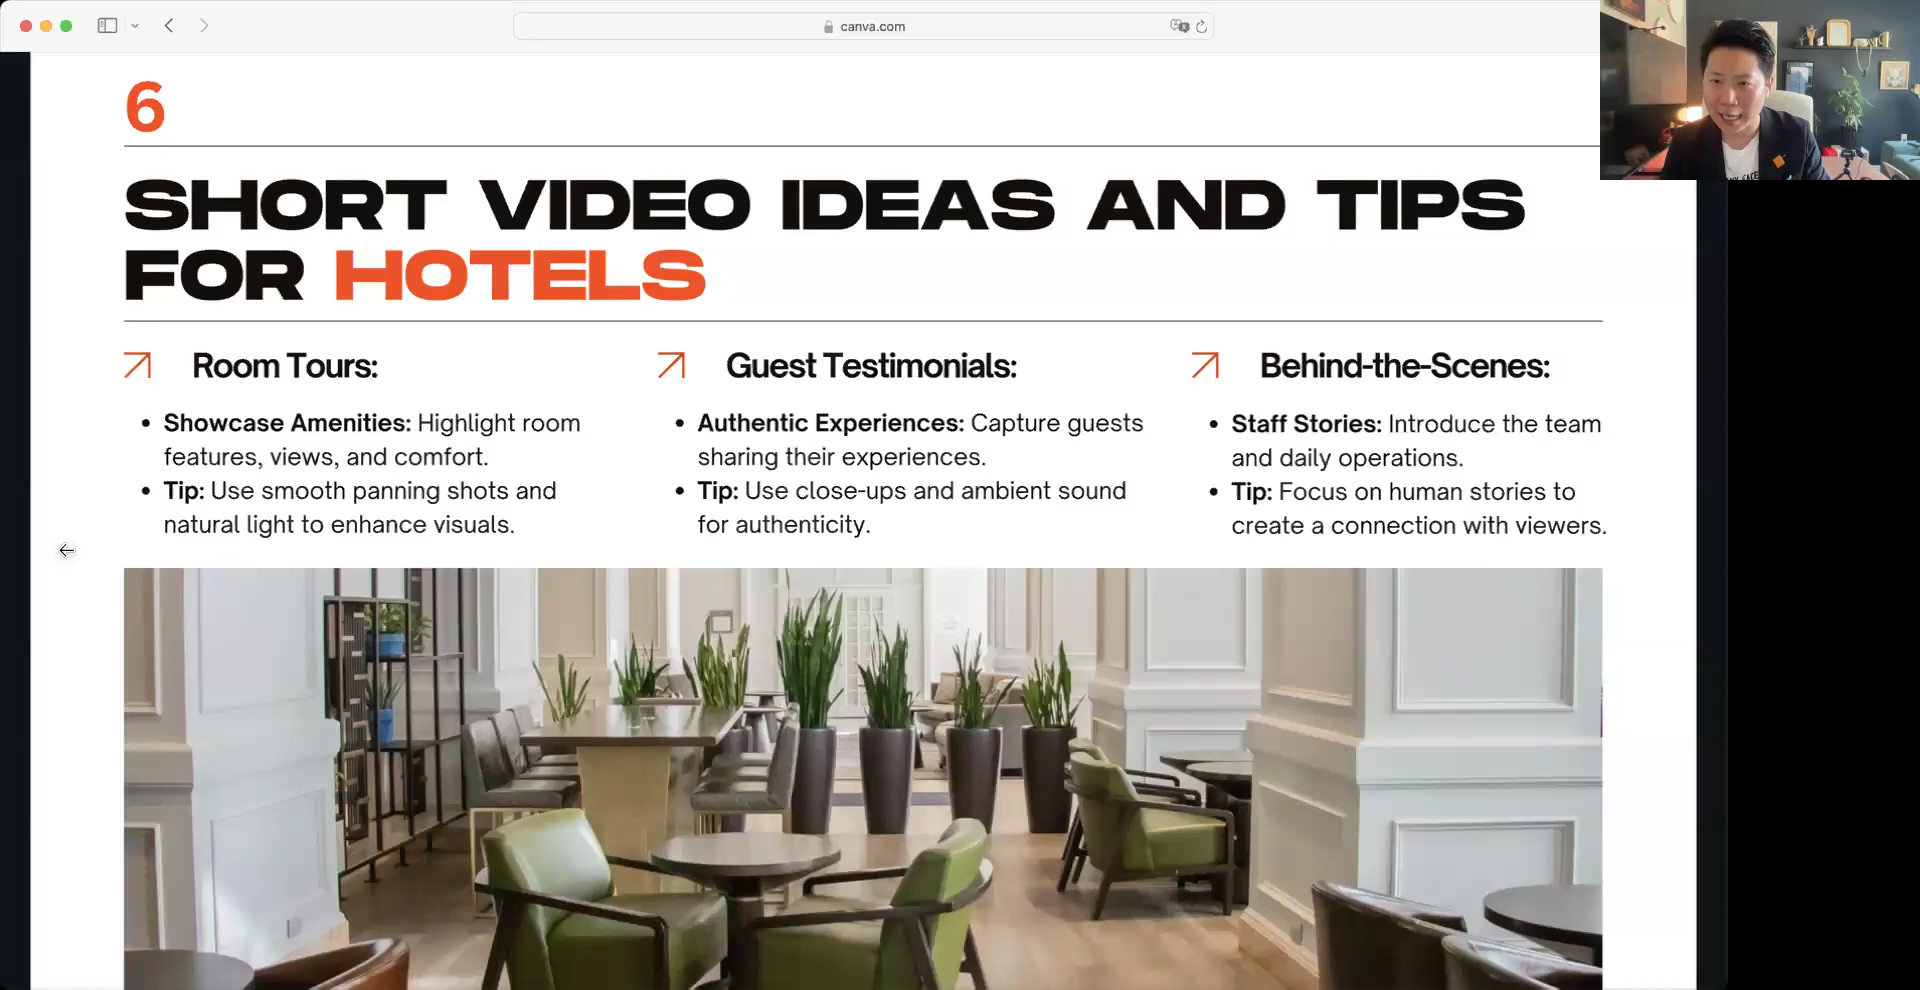 canva.com
6
SHORT VIDEO IDEAS AND TIPS
FOR HOTELS
Room Tours:
• Showcase Amenities: Highlight room
features, views, and comfort.
• Tip: Use smooth panning shots and
natural light to enhance visuals.
Guest Testimonials:
• Authentic Experiences: Capture guests
sharing their experiences.
• Tip: Use close-ups and ambient sound
for authenticity.
Behind-the-Scenes:
• Staff Stories: Introduce the team
and daily operations.
• Tip: Focus on human stories to
create a connection with viewers.